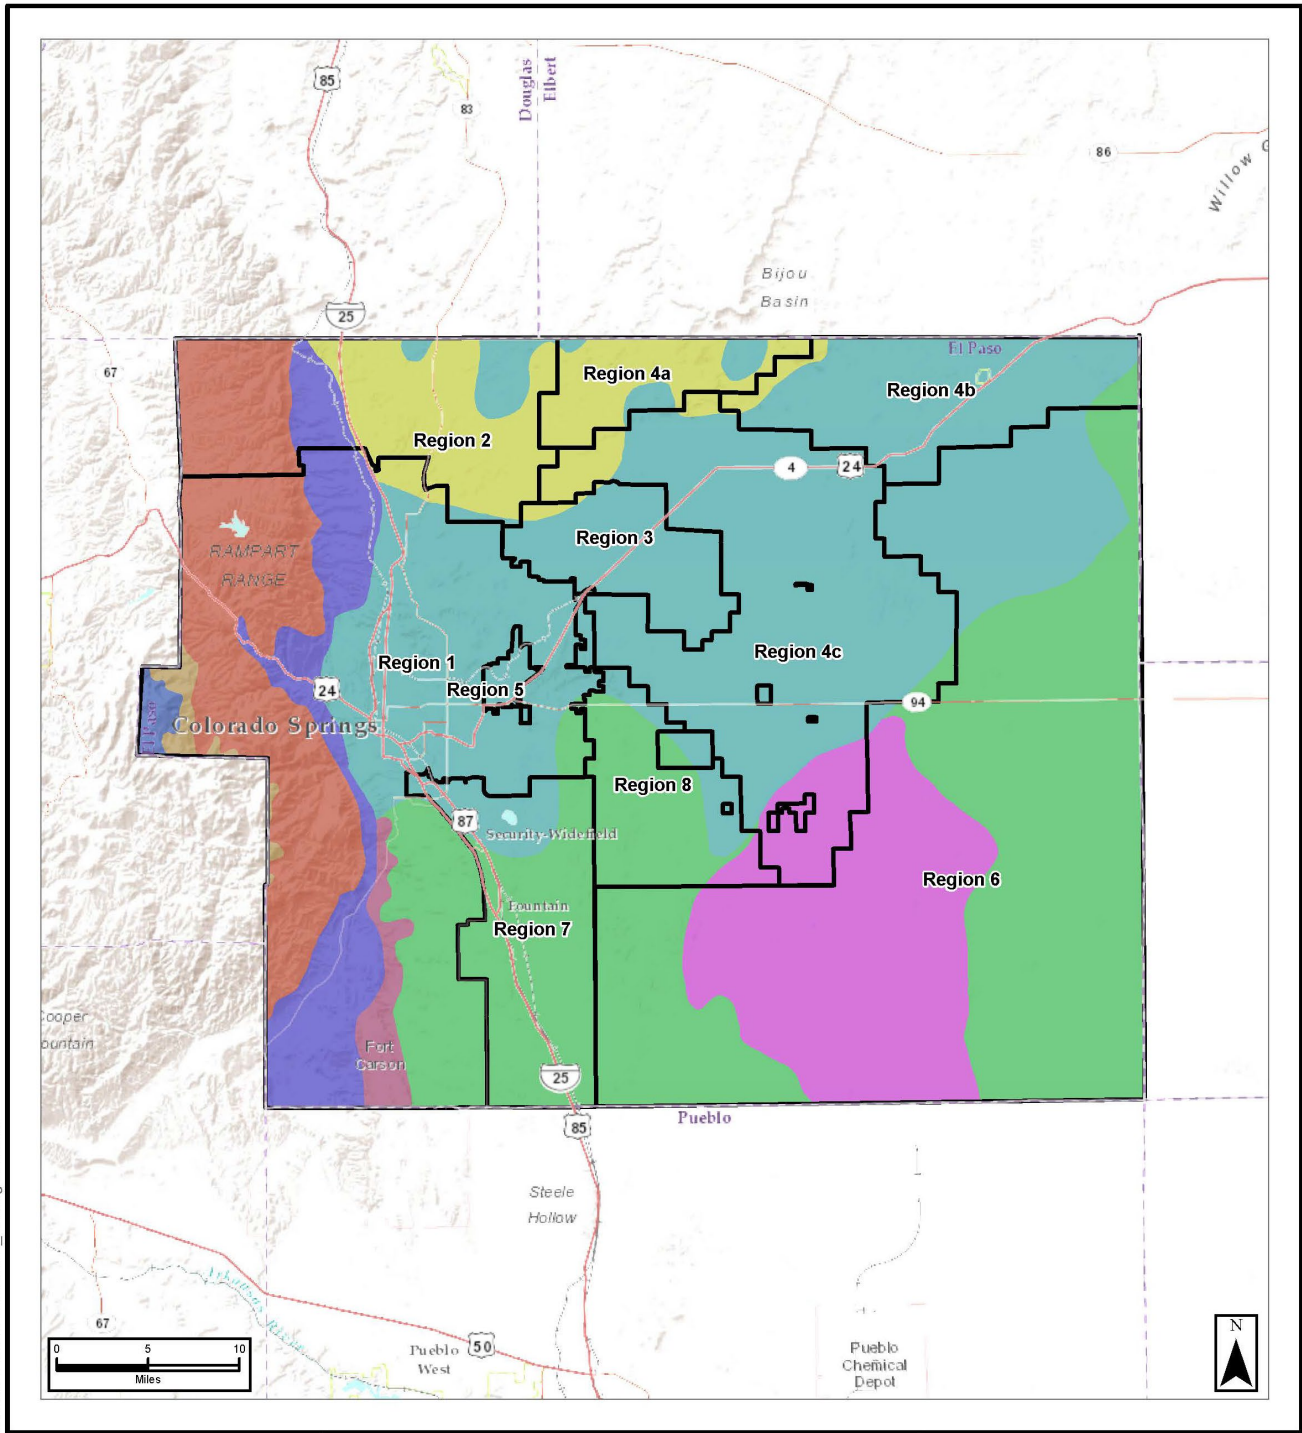 85
83
Douglas
Elbert
86
Willow
Bijou
Basin
25
67
El Paso
Region 4a
Region 4b
Region 2
4
24
Region 3
RAMPART
RANGE
Region 4c
Region 1
24
Region 5
94
El Paso
Colorado Springs
Region 8
87
Security-Widefield
Region 6
Fountain
Region 7
Cooper
Mountain
Fort
Carson
25
85
Pueblo
Steele
Hollow
Arkansas River
67
0 5 10
Miles
Pueblo
West
50
Pueblo
Chemical
Depot
N